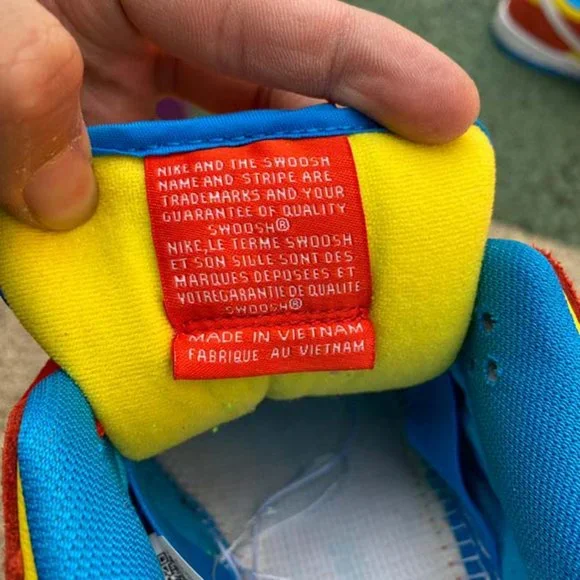 NIKE AND THE SWOOSH
NAME AND STRIPE ARE
TRADEMARKS AND YOUR
GUARANTEE OF QUALITY
SWOOSH®
NIKE, LE TERME SWOOSH
ET SON SIGLE SONT DES
MARQUES DEPOSEES ET
VOTREGARANTIE DE QUALITE
SWOOSH®
MADE IN VIETNAM
FABRIQUE AU VIETNAM